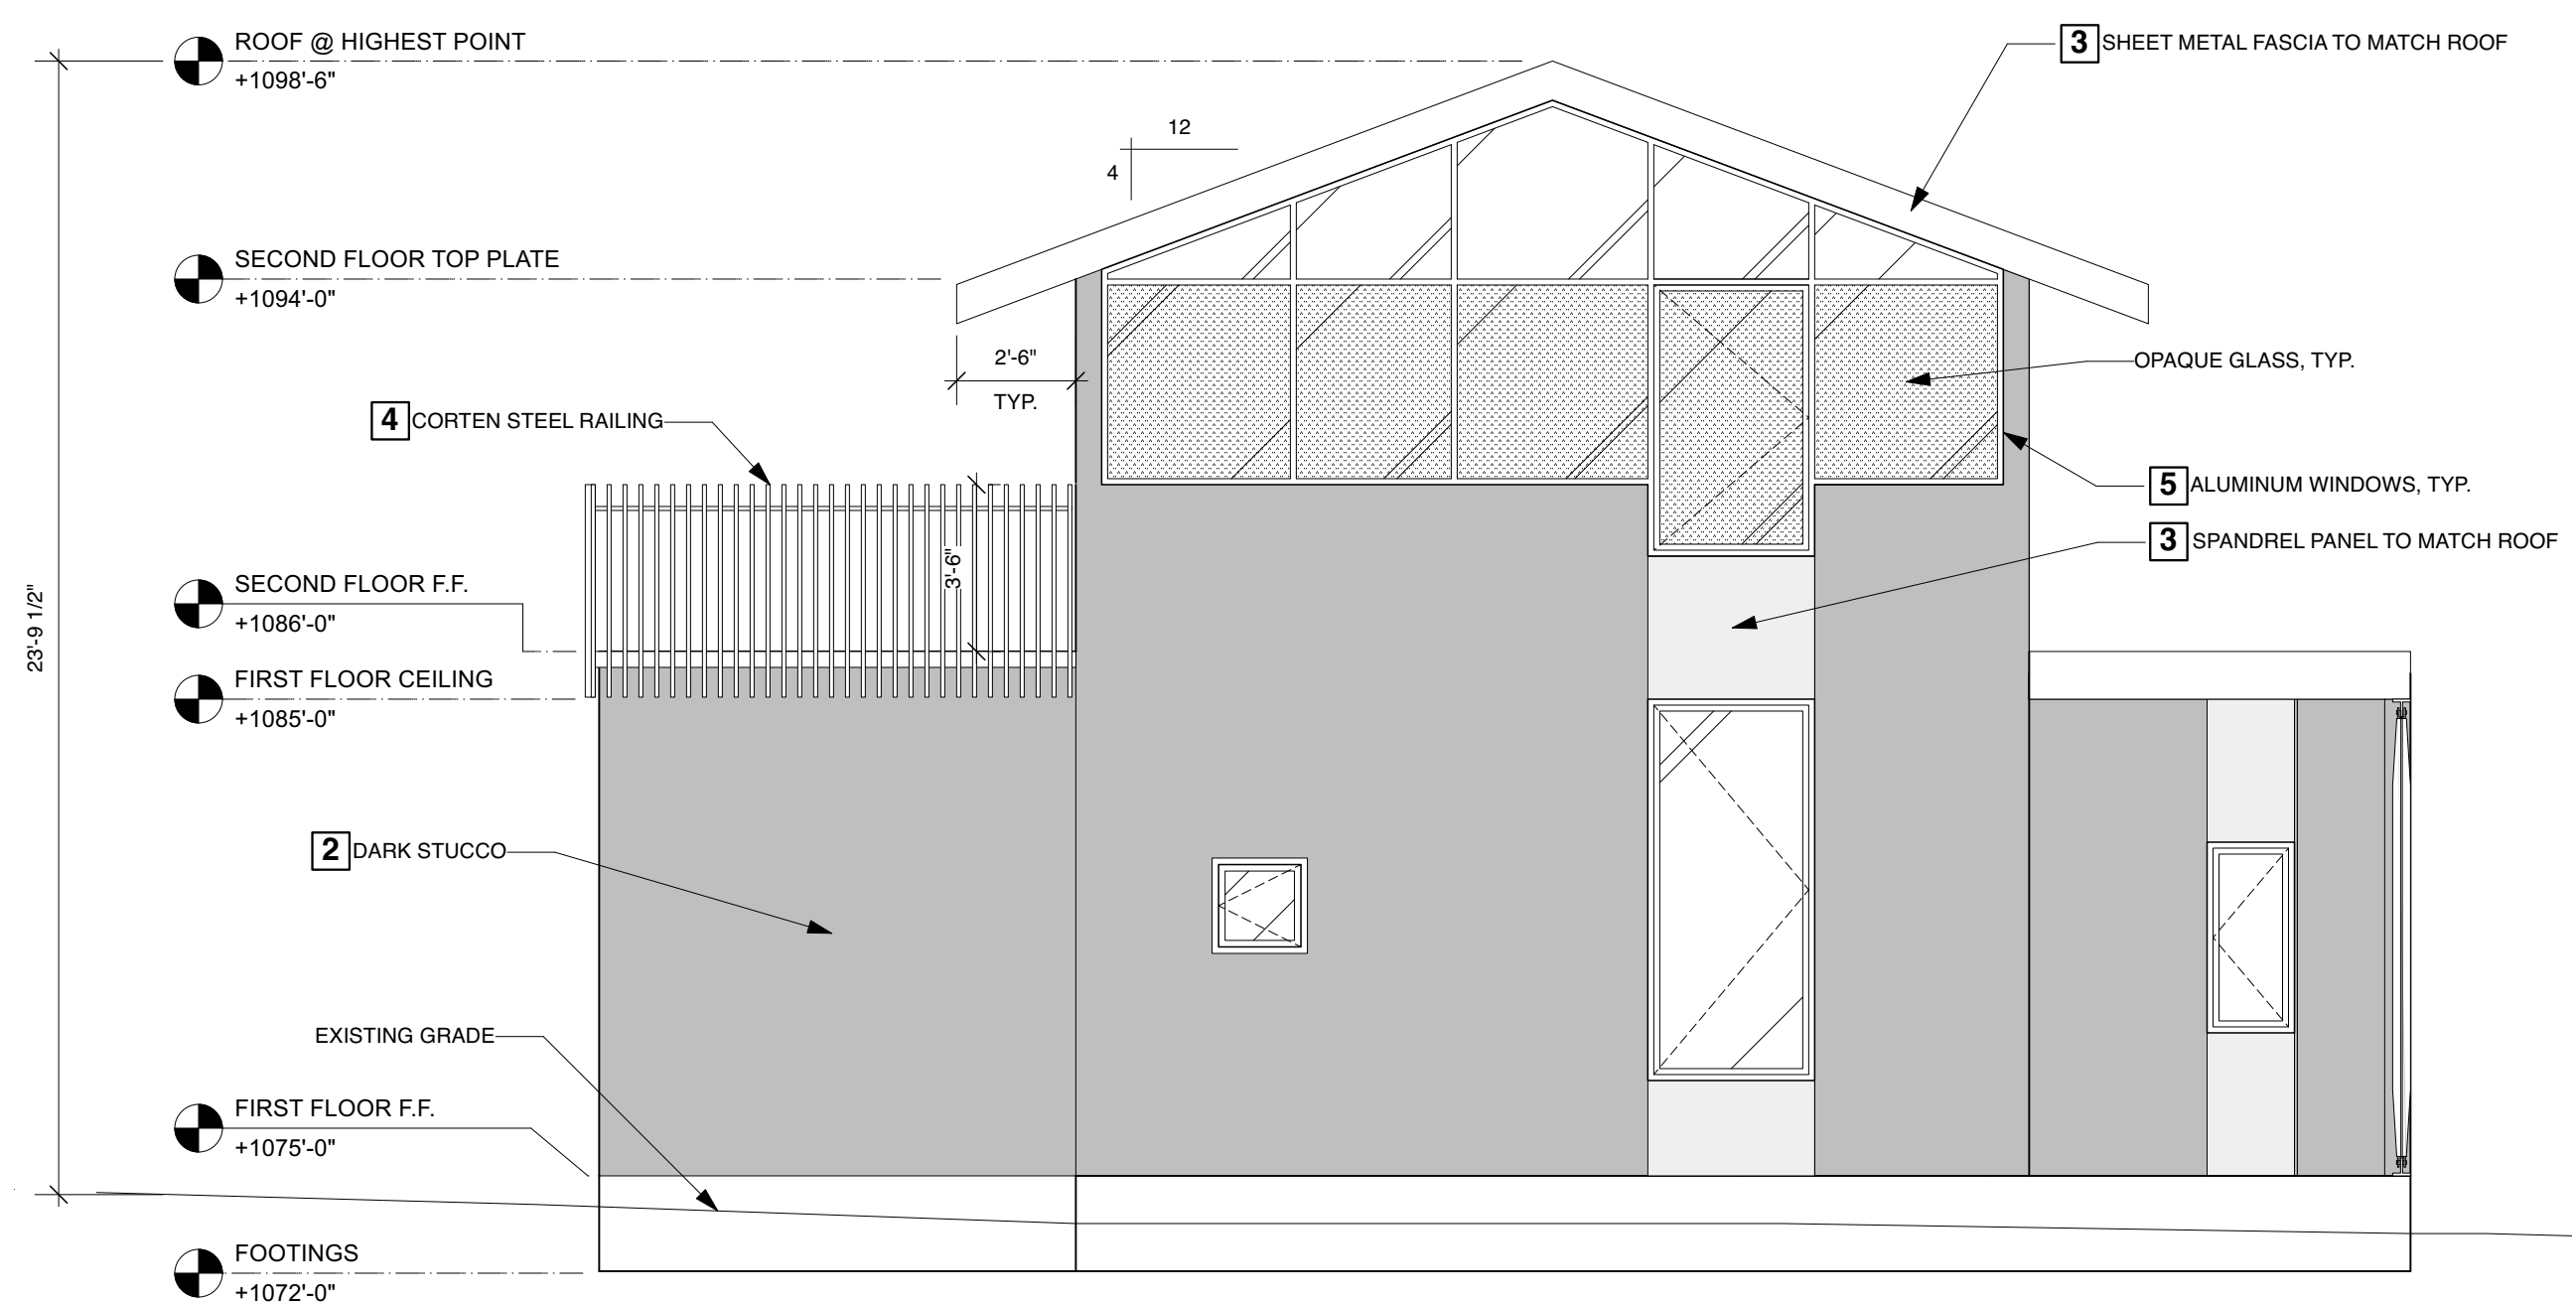 ROOF @ HIGHEST POINT
+1098'-6"
3 SHEET METAL FASCIA TO MATCH ROOF
12
4
SECOND FLOOR TOP PLATE
+1094'-0"
2'-6"
TYP.
OPAQUE GLASS, TYP.
4 CORTEN STEEL RAILING
5 ALUMINUM WINDOWS, TYP.
3 SPANDREL PANEL TO MATCH ROOF
3'-6"
SECOND FLOOR F.F.
+1086'-0"
23'-9 1/2"
FIRST FLOOR CEILING
+1085'-0"
2 DARK STUCCO
EXISTING GRADE
FIRST FLOOR F.F.
+1075'-0"
FOOTINGS
+1072'-0"